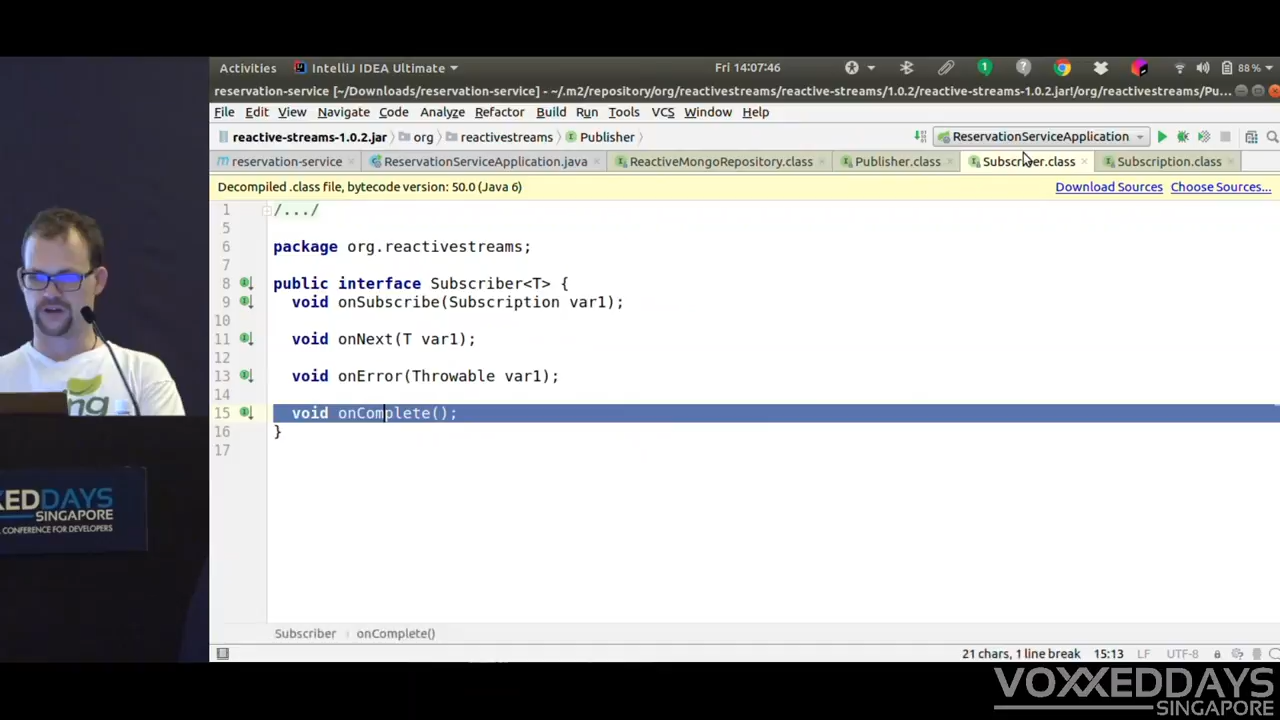 Activities IntelliJ IDEA Ultimate Fri 14:07:46 1 ? 88%
reservation-service [~/Downloads/reservation-service] - ~/.m2/repository/org/reactivestreams/reactive-streams/1.0.2/reactive-streams-1.0.2.jar!/org/reactivestreams/Pu...
File Edit View Navigate Code Analyze Refactor Build Run Tools VCS Window Help
reactive-streams-1.0.2.jar org reactivestreams Publisher ReservationServiceApplication
m reservation-service ReservationServiceApplication.java ReactiveMongoRepository.class Publisher.class Subscriber.class Subscription.class
Decompiled .class file, bytecode version: 50.0 (Java 6) Download Sources Choose Sources...
1 /.../
5
6 package org.reactivestreams;
7
8 public interface Subscriber<T> {
9 void onSubscribe(Subscription var1);
10
11 void onNext(T var1);
12
13 void onError(Throwable var1);
14
15 void onComplete();
16 }
17
Subscriber onComplete()
21 chars, 1 line break 15:13 LF UTF-8
ng
XEDDAYS
SINGAPORE
CONFERENCE FOR DEVELOPERS
VOXXEDDAYS
SINGAPORE